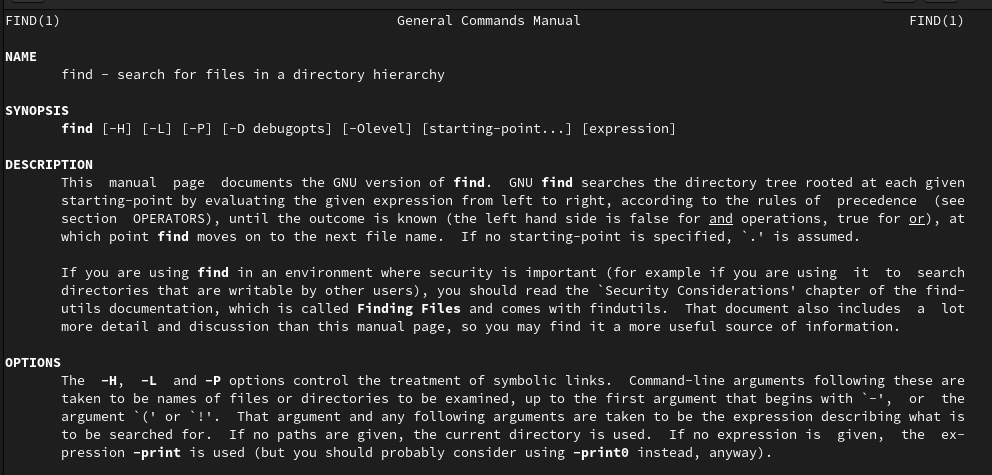 FIND(1) General Commands Manual FIND(1)
NAME
find - search for files in a directory hierarchy
SYNOPSIS
find [-H] [-L] [-P] [-D debugopts] [-Olevel] [starting-point...] [expression]
DESCRIPTION
This manual page documents the GNU version of find. GNU find searches the directory tree rooted at each given
starting-point by evaluating the given expression from left to right, according to the rules of precedence (see
section OPERATORS), until the outcome is known (the left hand side is false for and operations, true for or), at
which point find moves on to the next file name. If no starting-point is specified, `.' is assumed.
If you are using find in an environment where security is important (for example if you are using it to search
directories that are writable by other users), you should read the `Security Considerations' chapter of the find-
utils documentation, which is called Finding Files and comes with findutils. That document also includes a lot
more detail and discussion than this manual page, so you may find it a more useful source of information.
OPTIONS
The -H, -L and -P options control the treatment of symbolic links. Command-line arguments following these are
taken to be names of files or directories to be examined, up to the first argument that begins with `-', or the
argument `(' or `!'. That argument and any following arguments are taken to be the expression describing what is
to be searched for. If no paths are given, the current directory is used. If no expression is given, the ex-
pression -print is used (but you should probably consider using -print0 instead, anyway).